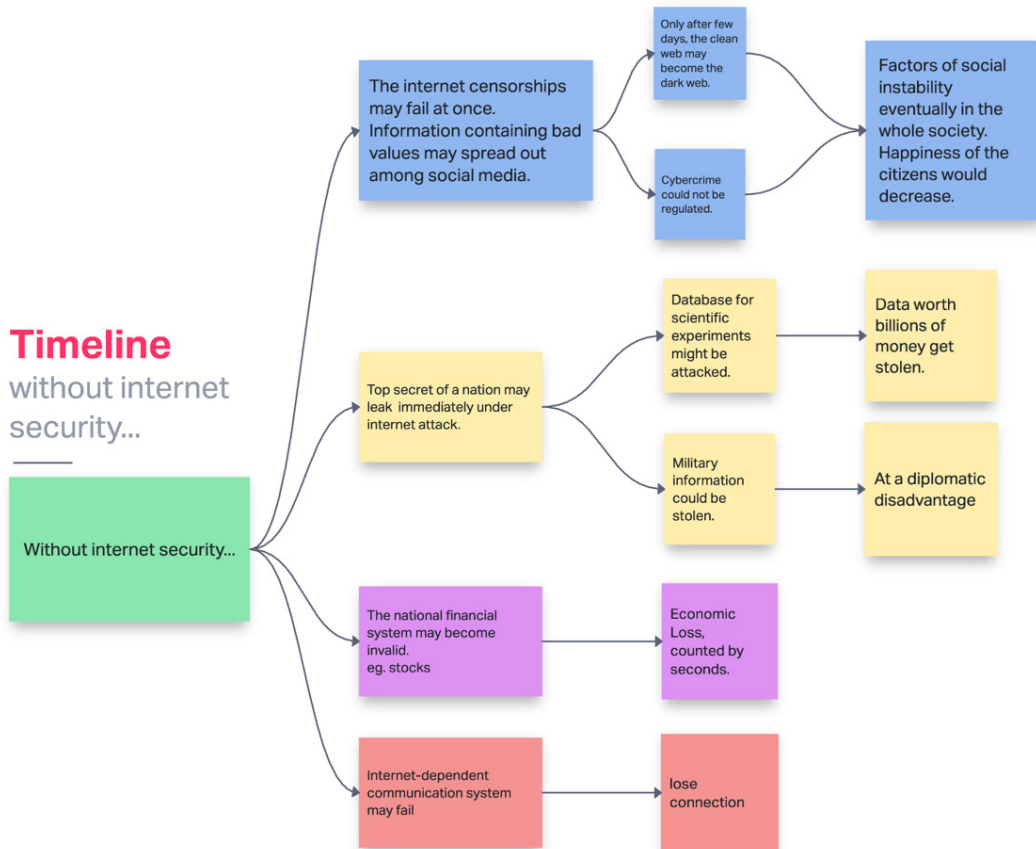 Timeline
without internet
security...
Without internet security...
The internet censorships
may fail at once.
Information containing bad
values may spread out
among social media.
Only after few
days, the clean
web may
become the
dark web.
Cybercrime
could not be
regulated.
Factors of social
instability
eventually in the
whole society.
Happiness of the
citizens would
decrease.
Top secret of a nation may
leak immediately under
internet attack.
Database for
scientific
experiments
might be
attacked.
Data worth
billions of
money get
stolen.
Military
information
could be
stolen.
At a diplomatic
disadvantage
The national financial
system may become
invalid.
eg. stocks
Economic
Loss,
counted by
seconds.
Internet-dependent
communication system
may fail
lose
connection